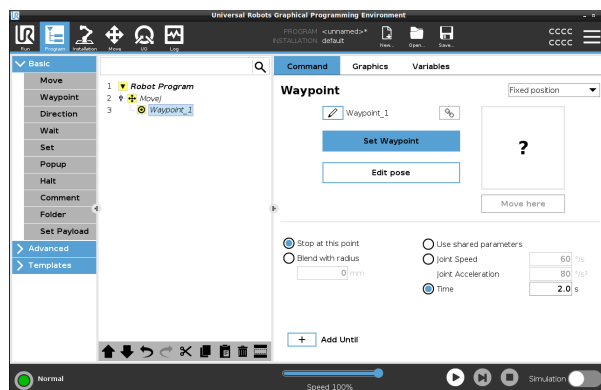 Universal Robots Graphical Programming Environment
UR
Run
Program
Installation
Move
I/O
Log
PROGRAM <unnamed>*
INSTALLATION default
New...
Open...
Save...
CCCC
CCCC
Basic
Move
Waypoint
Direction
Wait
Set
Popup
Halt
Comment
Folder
Set Payload
Advanced
Templates
1 Robot Program
2 MoveJ
3 Waypoint_1
Command Graphics Variables
Waypoint
Fixed position
Waypoint_1
Set Waypoint
Edit pose
?
Move here
Stop at this point
Blend with radius
0 mm
Use shared parameters
Joint Speed 60 °/s
Joint Acceleration 80 °/s²
Time 2.0 s
+ Add Until
Normal
Speed 100%
Simulation